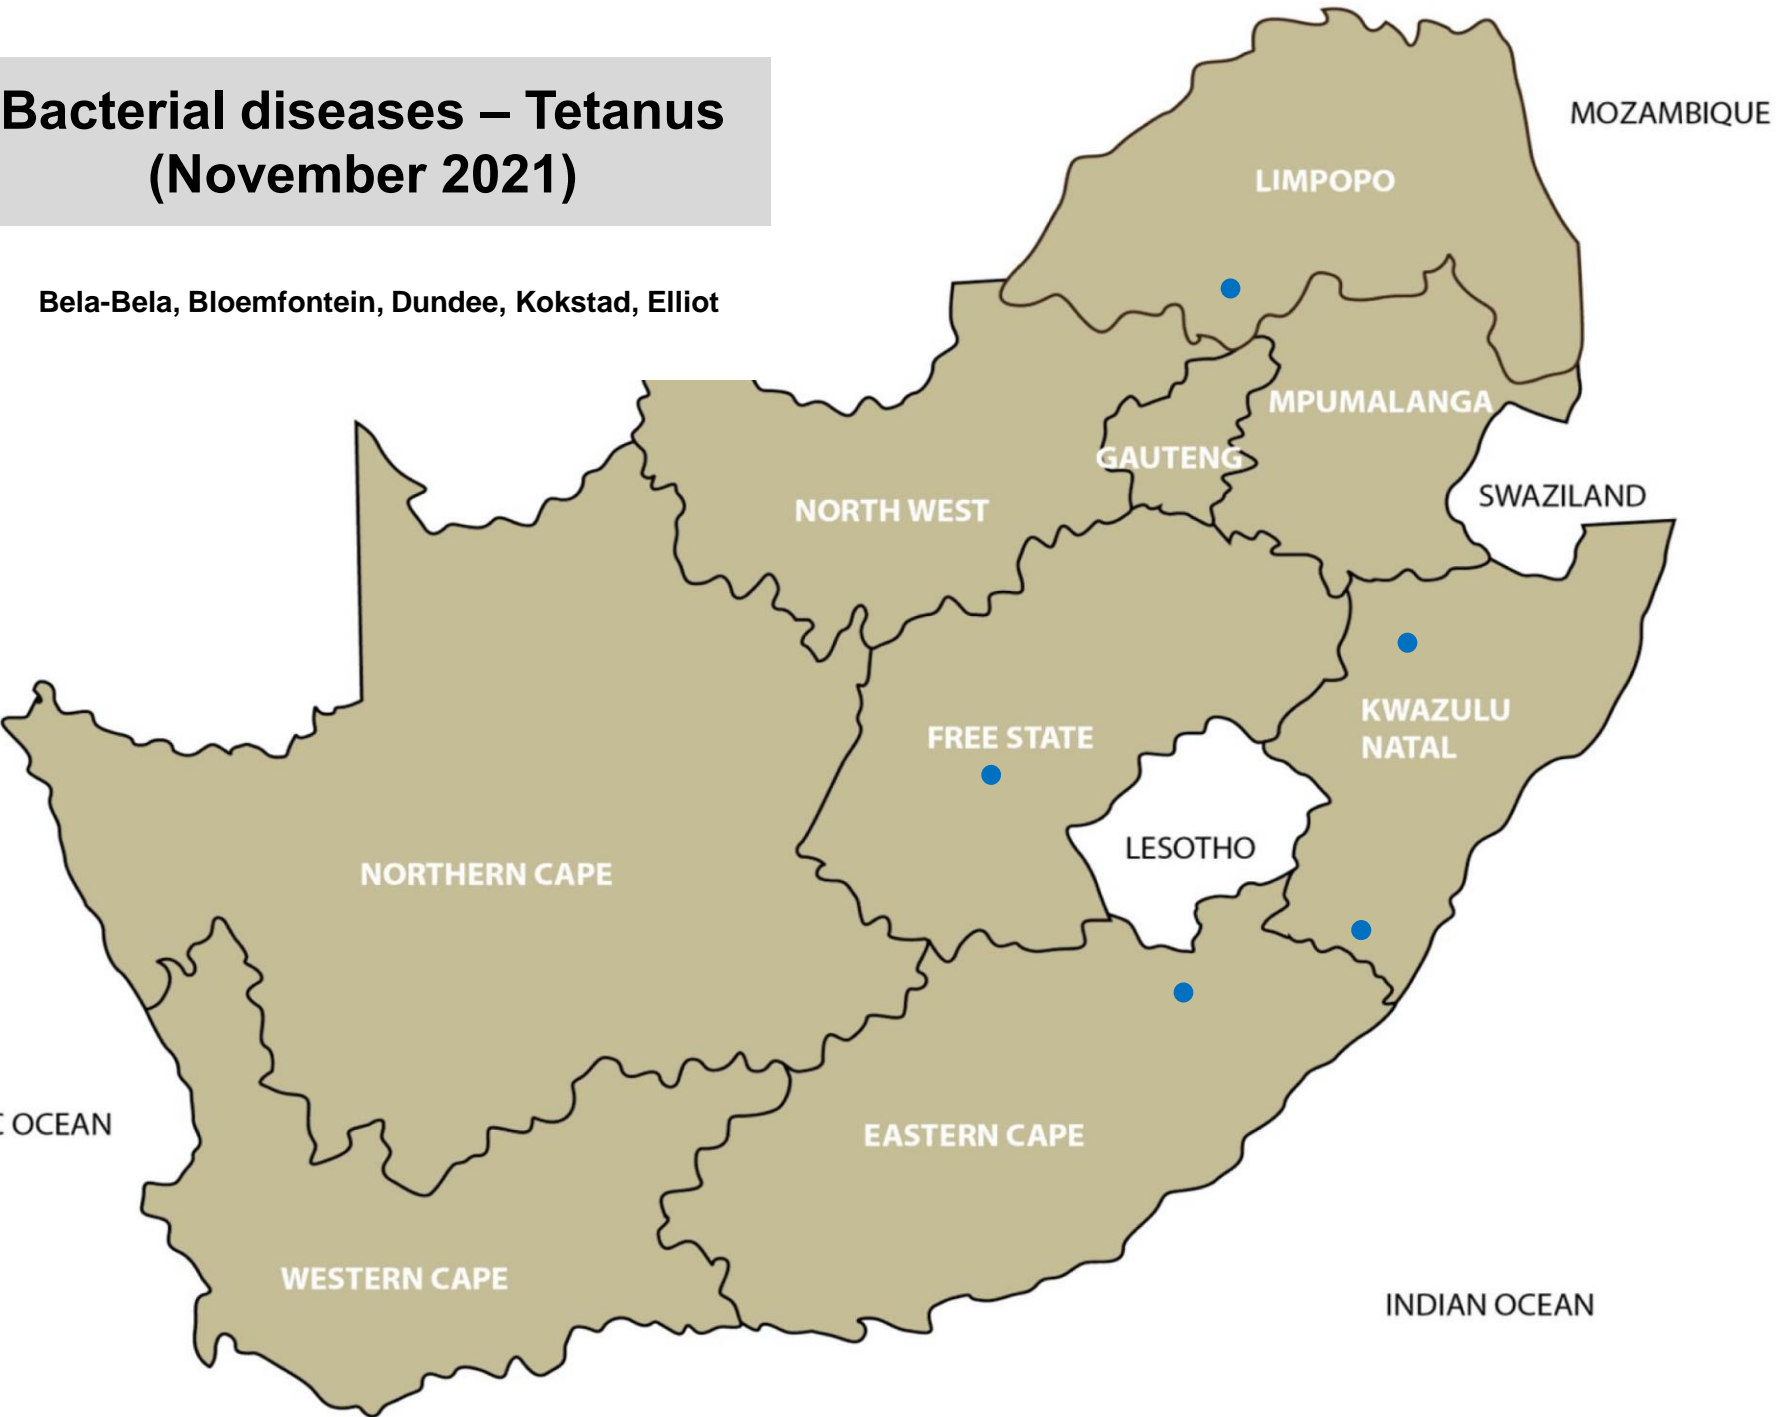 Bacterial diseases – Tetanus
(November 2021)
Bela-Bela, Bloemfontein, Dundee, Kokstad, Elliot
MOZAMBIQUE
LIMPOPO
MPUMALANGA
GAUTENG
SWAZILAND
NORTH WEST
KWAZULU
NATAL
FREE STATE
LESOTHO
NORTHERN CAPE
C OCEAN
EASTERN CAPE
WESTERN CAPE
INDIAN OCEAN